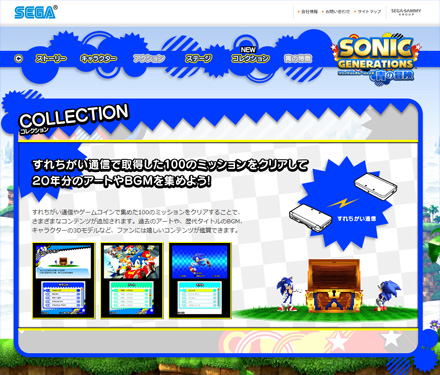 SEGA®
会社情報
お問い合わせ
サイトマップ
SEGA SAMMY
GROUP
ストーリー
キャラクター
アクション
ステージ
NEW
コレクション
SONIC
GENERATIONS
青の冒険
COLLECTION
コレクション
すれちがい通信で取得した100のミッションをクリアして
20年分のアートやBGMを集めよう!
すれちがい通信やゲームコインで集めた100のミッションをクリアすることで、
さまざまなコンテンツが追加されます。過去のアートや、歴代タイトルのBGM、
キャラクターの3Dモデルなど、ファンには嬉しいコンテンツが鑑賞できます。
すれちがい通信